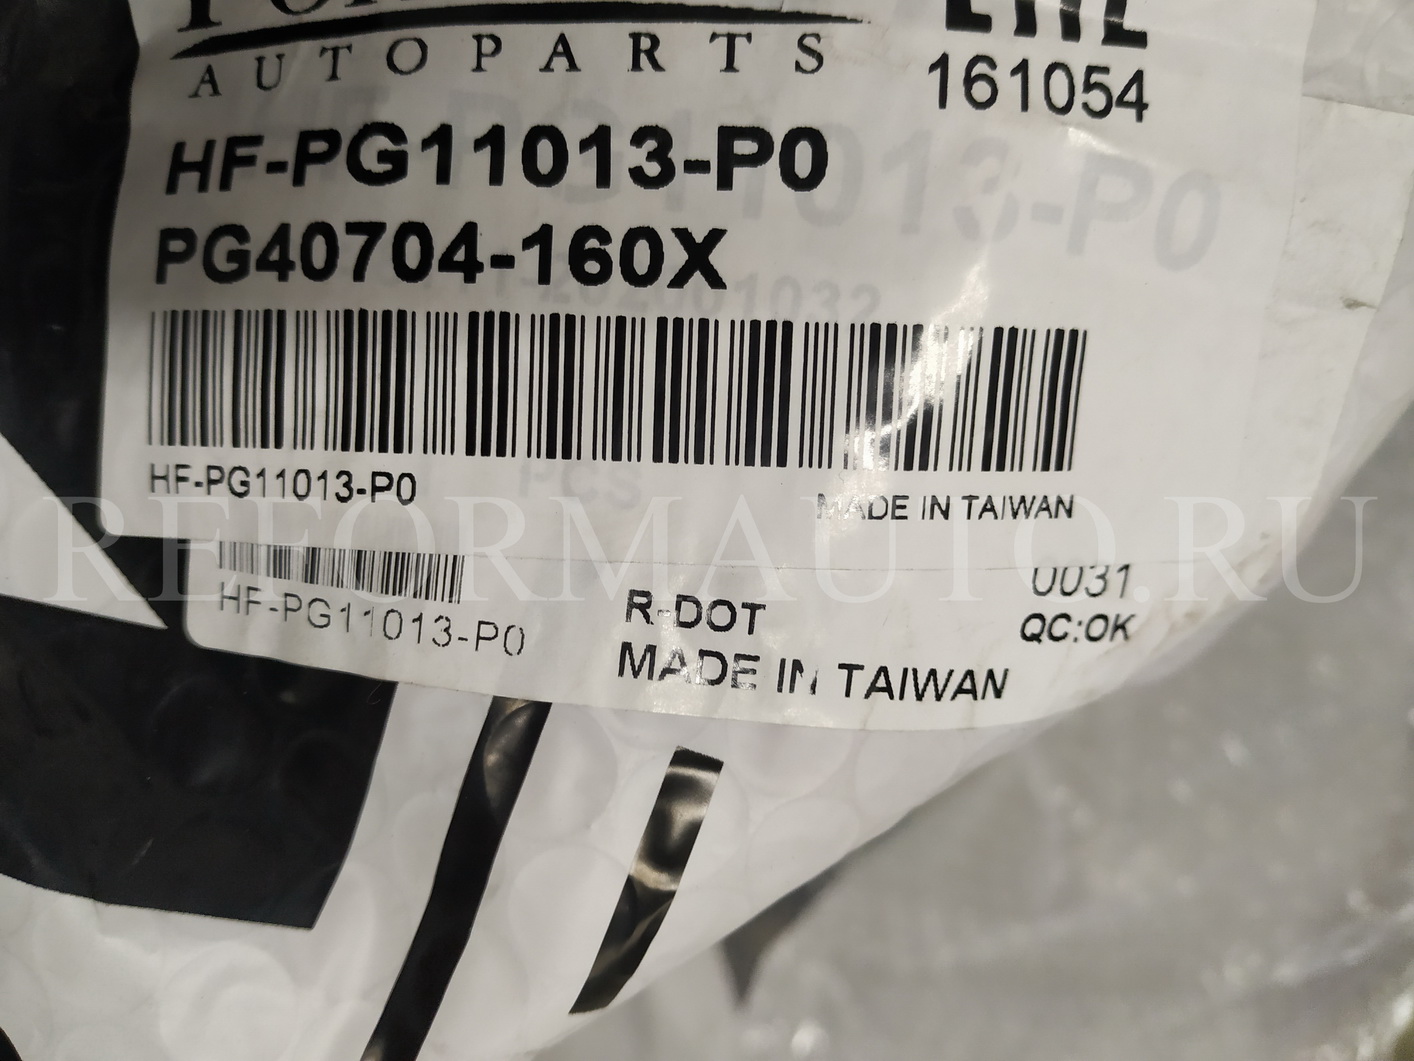 AUTOPARTS
161054
HF-PG11013-P0
PG40704-160X
HF-PG11013-P0
MADE IN TAIWAN
REFORMAUTO.RU
HF-PG11013-P0
R-DOT
MADE IN TAIWAN
0031
QC:OK